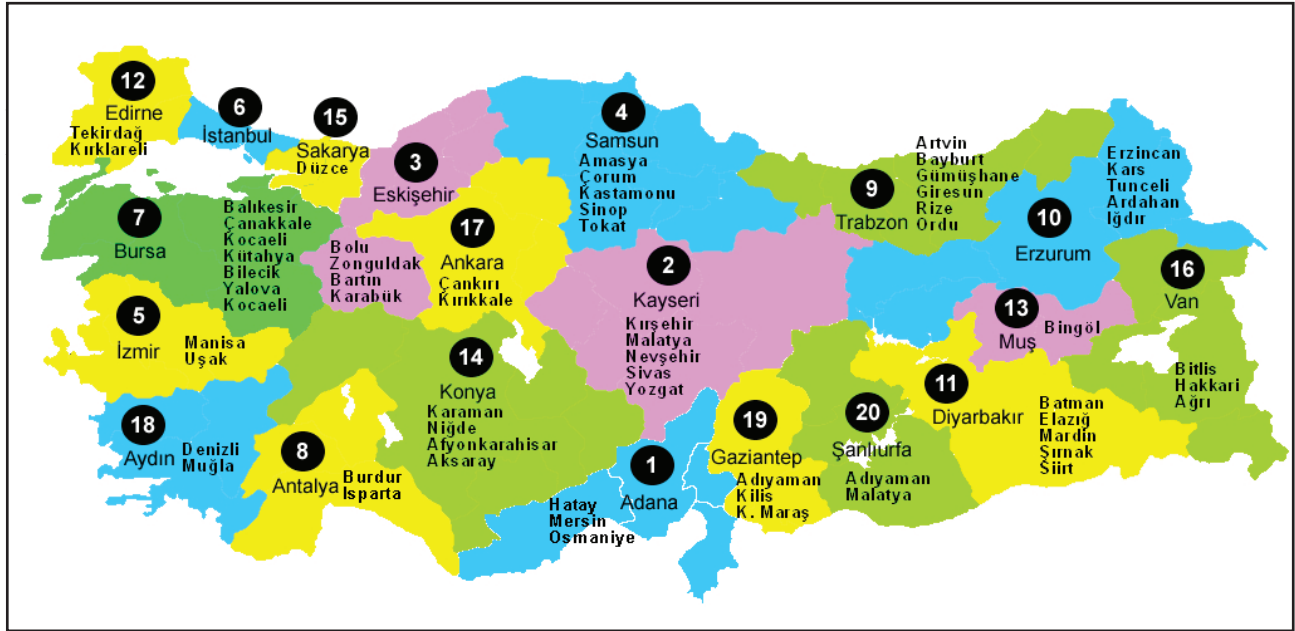 12
Edirne
Tekirdağ
Kırklareli
6
İstanbul
15
Sakarya
Düzce
3
Eskişehir
Bolu
Zonguldak
Bartın
Karabük
4
Samsun
Amasya
Çorum
Kastamonu
Sinop
Tokat
9
Trabzon
Artvin
Bayburt
Gümüşhane
Giresun
Rize
Ordu
10
Erzurum
Erzincan
Kars
Tunceli
Ardahan
Iğdır
7
Bursa
Balıkesir
Çanakkale
Kocaeli
Kütahya
Bilecik
Yalova
Kocaeli
17
Ankara
Çankırı
Kırıkkale
2
Kayseri
Kırşehir
Malatya
Nevşehir
Sivas
Yozgat
13
Muş
Bingöl
16
Van
Bitlis
Hakkari
Ağrı
5
İzmir
Manisa
Uşak
14
Konya
Karaman
Niğde
Afyonkarahisar
Aksaray
11
Diyarbakır
Batman
Elazığ
Mardin
Şırnak
Siirt
18
Aydın
Denizli
Muğla
8
Antalya
Burdur
Isparta
1
Adana
Hatay
Mersin
Osmaniye
19
Gaziantep
Adıyaman
Kilis
K. Maraş
20
Şanlıurfa
Adıyaman
Malatya